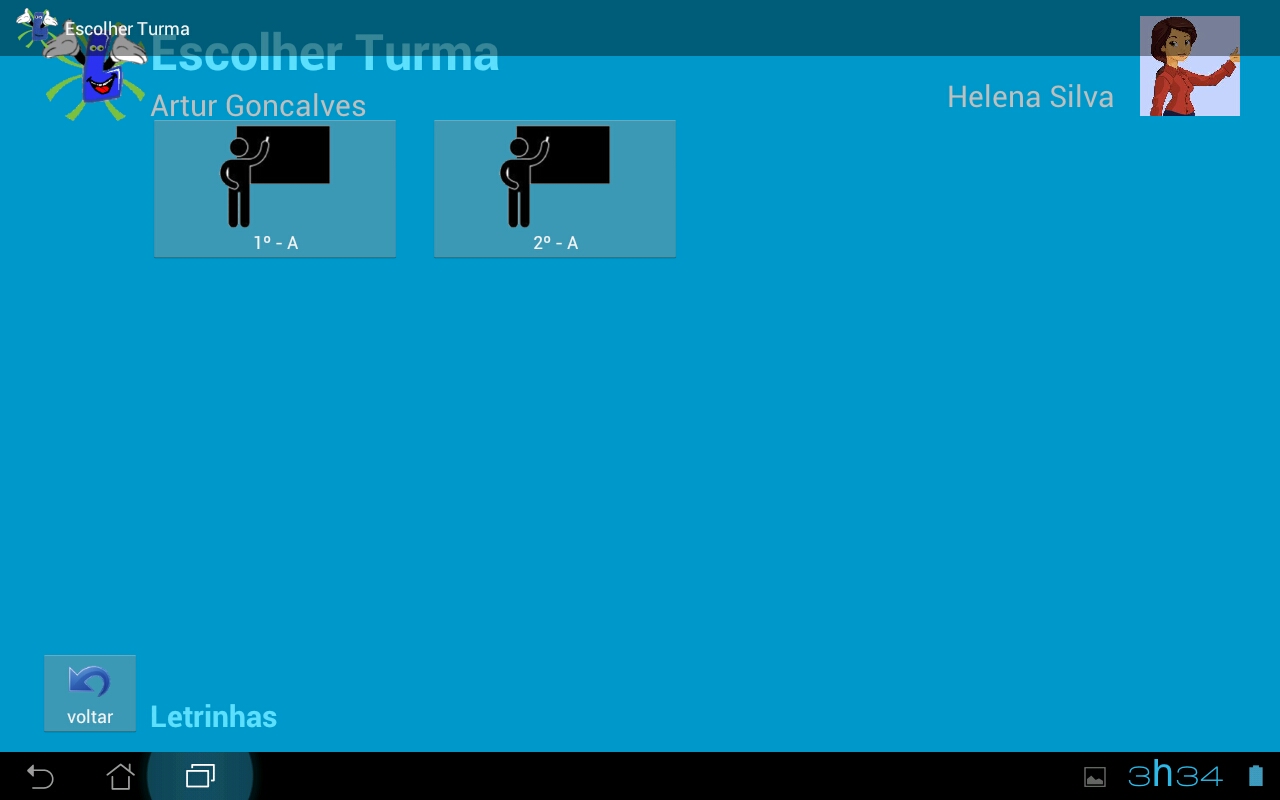 Escolher Turma
Escolher Turma
Artur Goncalves
Helena Silva
1º - A
2º - A
voltar
Letrinhas
3h34